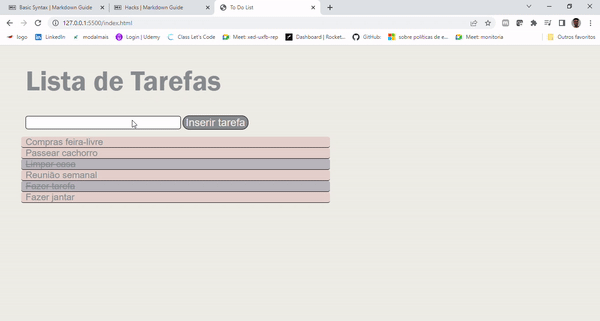 Basic Syntax | Markdown Guide
Hacks | Markdown Guide
To Do List
127.0.0.1:5500/index.html
logo
LinkedIn
modalmais
Login | Udemy
Class Let's Code
Meet: xed-uxfb-rep
Dashboard | Rocket...
GitHub
sobre políticas de e...
Meet: monitoria
Outros favoritos
Lista de Tarefas
Inserir tarefa
Compras feira-livre
Passear cachorro
Limpar casa
Reunião semanal
Fazer tarefa
Fazer jantar